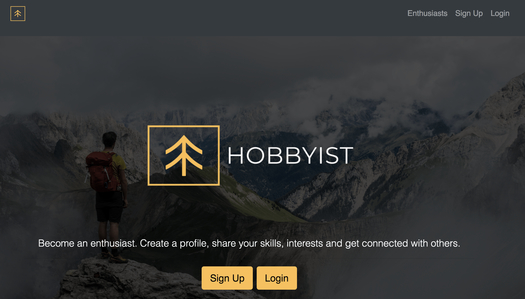 Enthusiasts Sign Up Login
HOBBYIST
Become an enthusiast. Create a profile, share your skills, interests and get connected with others.
Sign Up Login